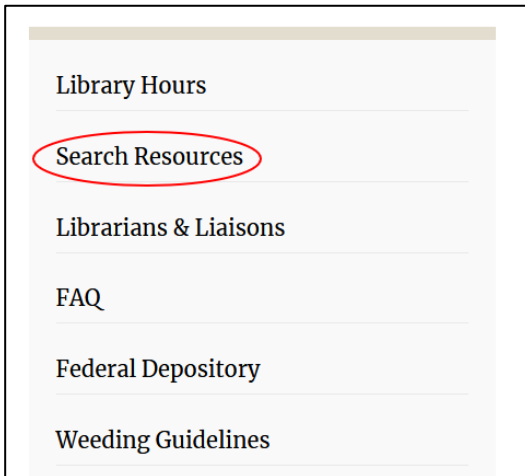 Library Hours
Search Resources
Librarians & Liaisons
FAQ
Federal Depository
Weeding Guidelines